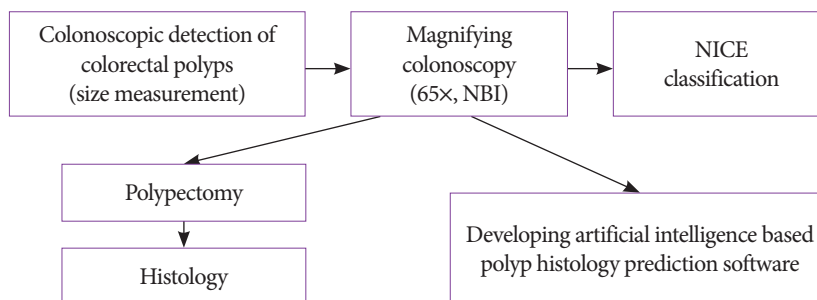 Colonoscopic detection of
colorectal polyps
(size measurement)
Magnifying
colonoscopy
(65×, NBI)
NICE
classification
Polypectomy
Histology
Developing artificial intelligence based
polyp histology prediction software